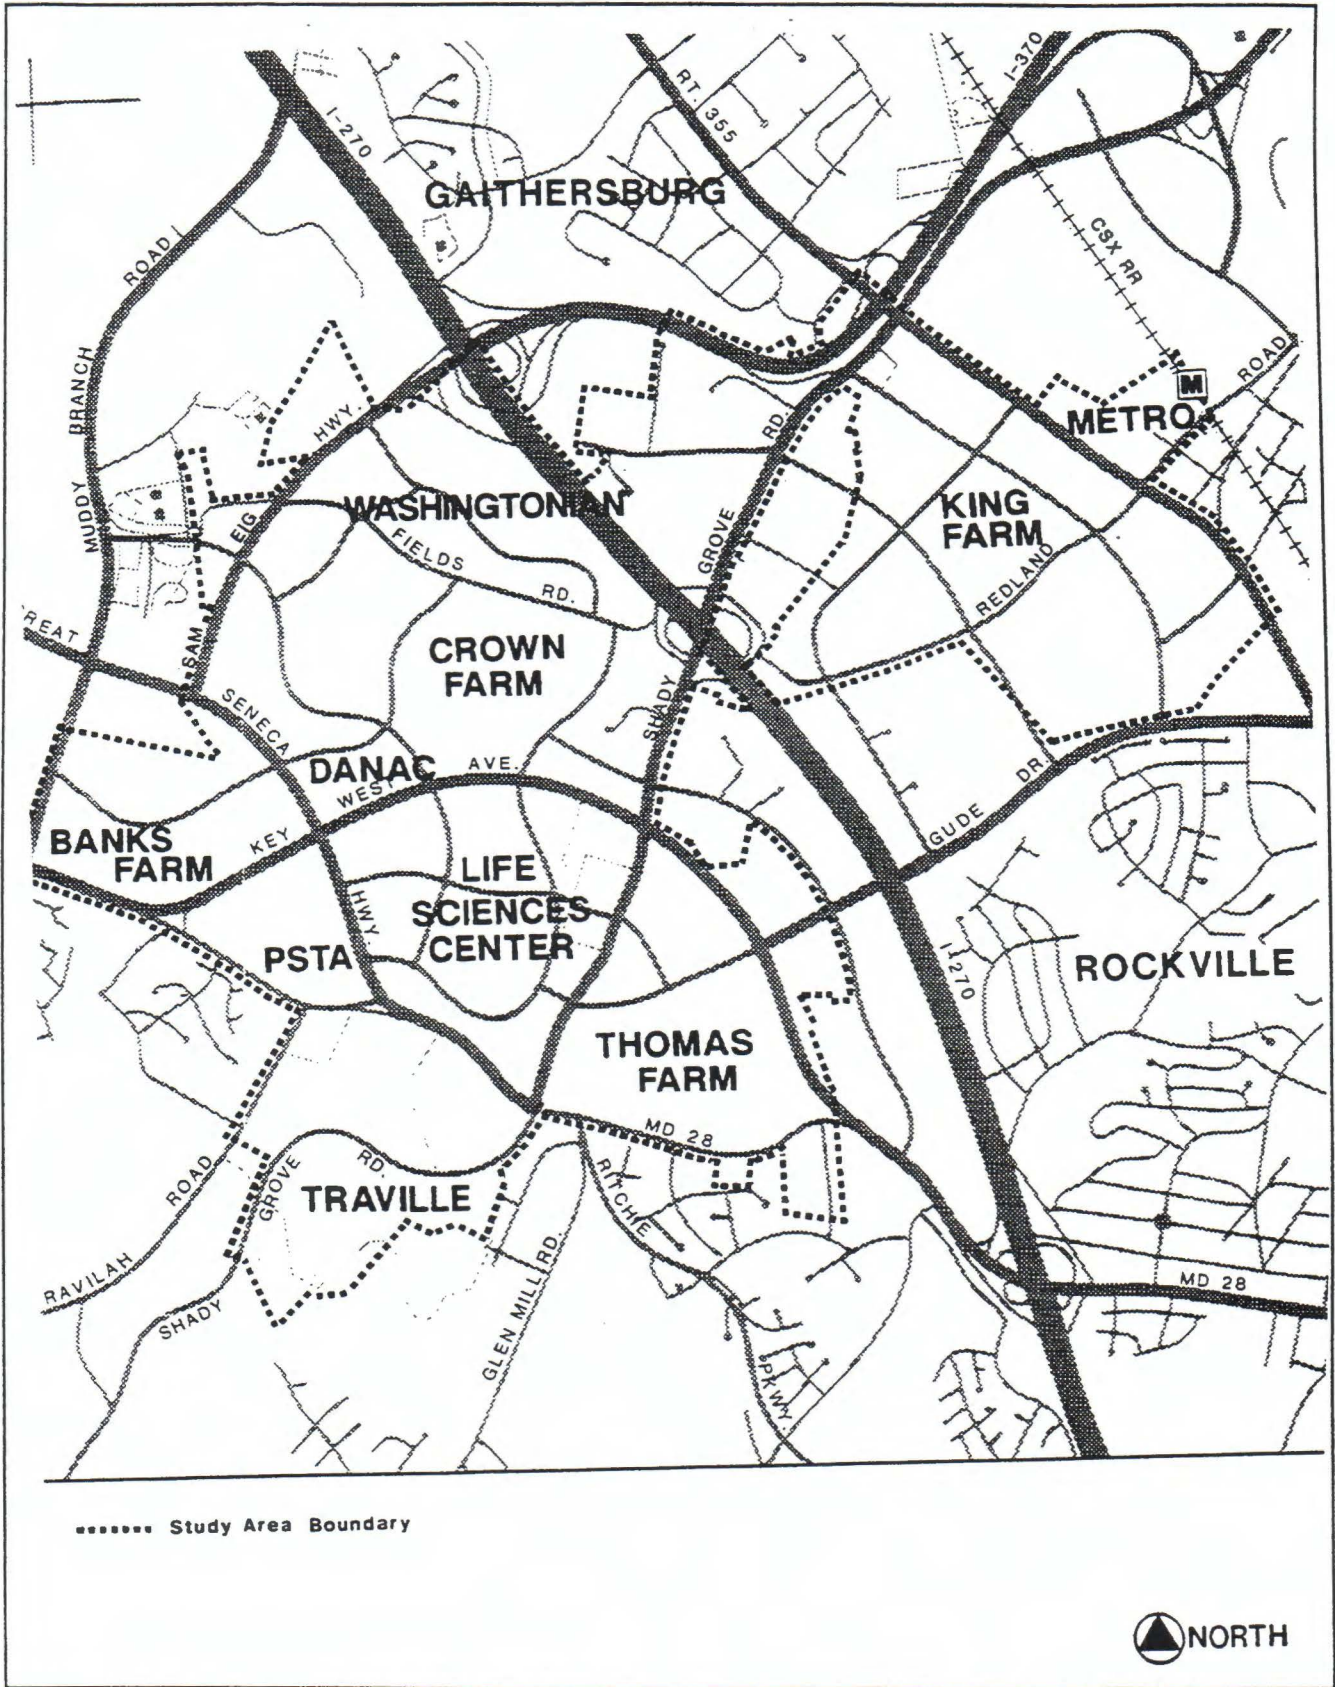 I-270
RT. 355
I-370
GAITHERSBURG
CSX RR
ROAD
BRANCH
MUDDY
HWY.
EIG
SAM
RD.
ROAD
M
METRO
WASHINGTONIAN
FIELDS
RD.
GROVE
KING
FARM
REDLAND
REAT
SENECA
HWY
CROWN
FARM
SHADY
DANAC
KEY
WEST
AVE.
DR.
GUDE
BANKS
FARM
LIFE
SCIENCES
CENTER
PSTA
I-270
ROCKVILLE
THOMAS
FARM
MD 28
GROVE
RD.
ROAD
TRAVILLE
RITCHIE
PKWY.
RAVILAH
SHADY
GLEN MILL RD.
MD 28
Study Area Boundary
NORTH